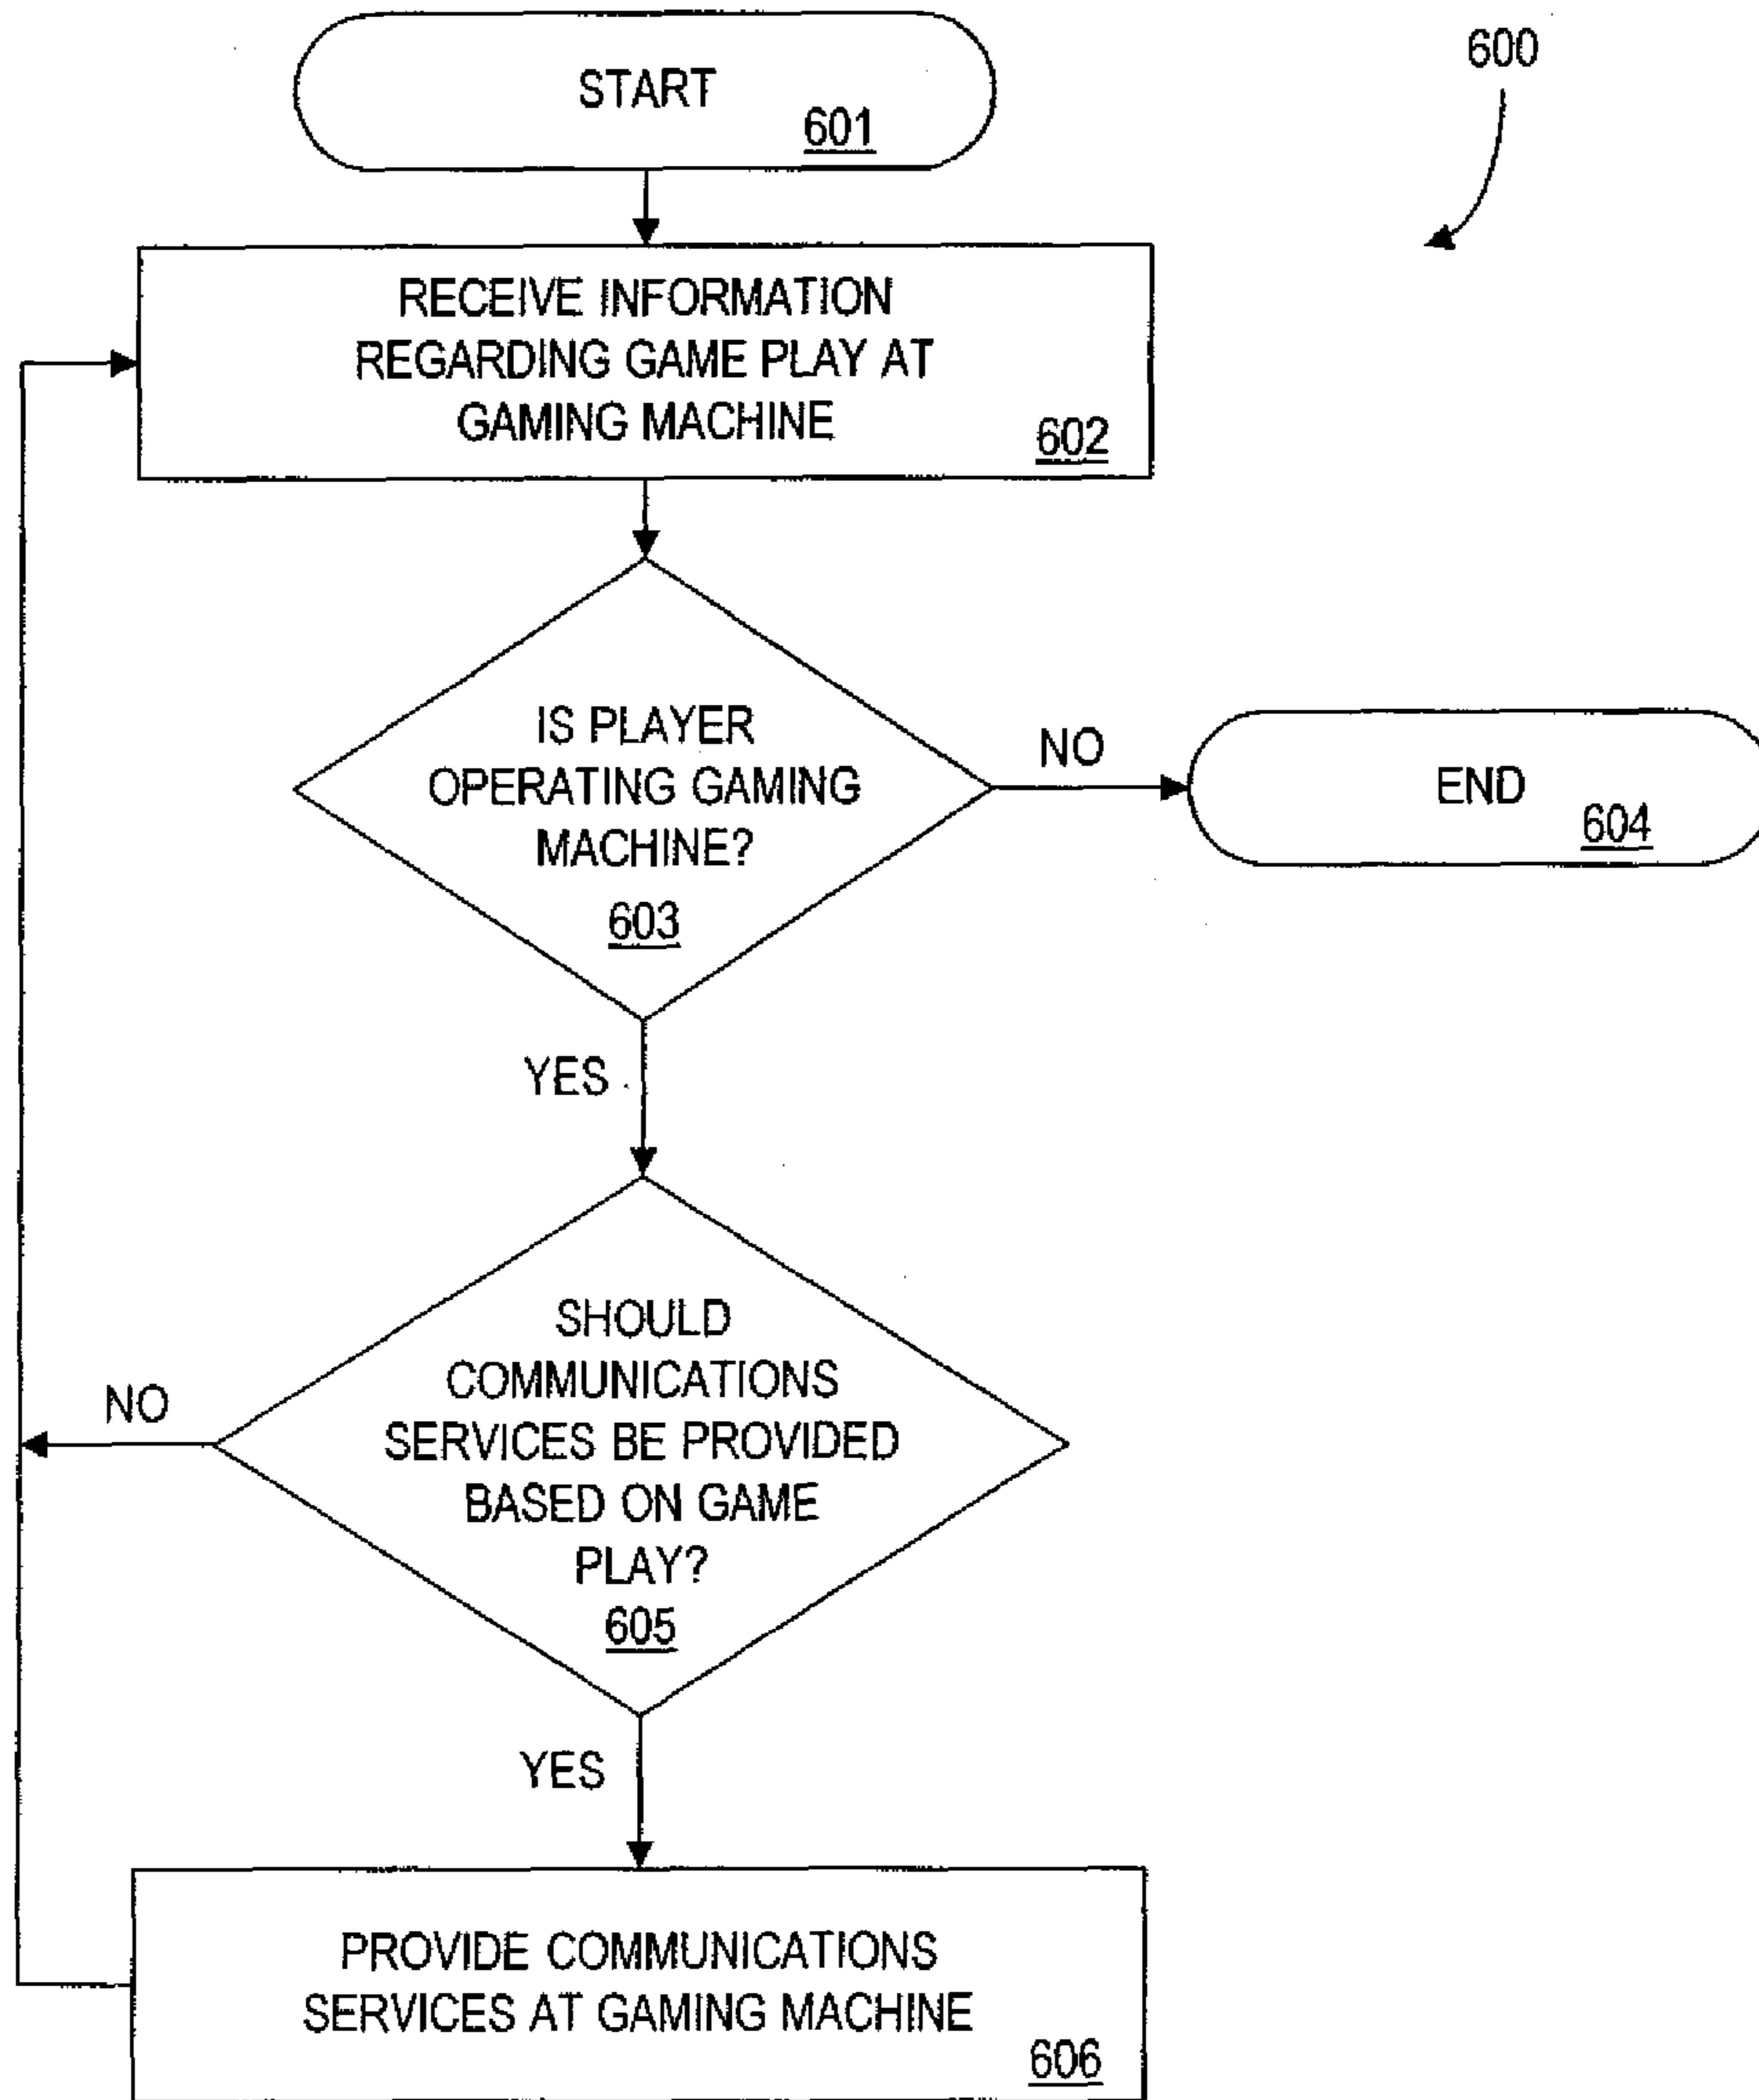 START
601
600
RECEIVE INFORMATION
REGARDING GAME PLAY AT
GAMING MACHINE
602
IS PLAYER
OPERATING GAMING
MACHINE?
603
NO
END
604
YES
SHOULD
COMMUNICATIONS
SERVICES BE PROVIDED
BASED ON GAME
PLAY?
605
NO
YES
PROVIDE COMMUNICATIONS
SERVICES AT GAMING MACHINE
606